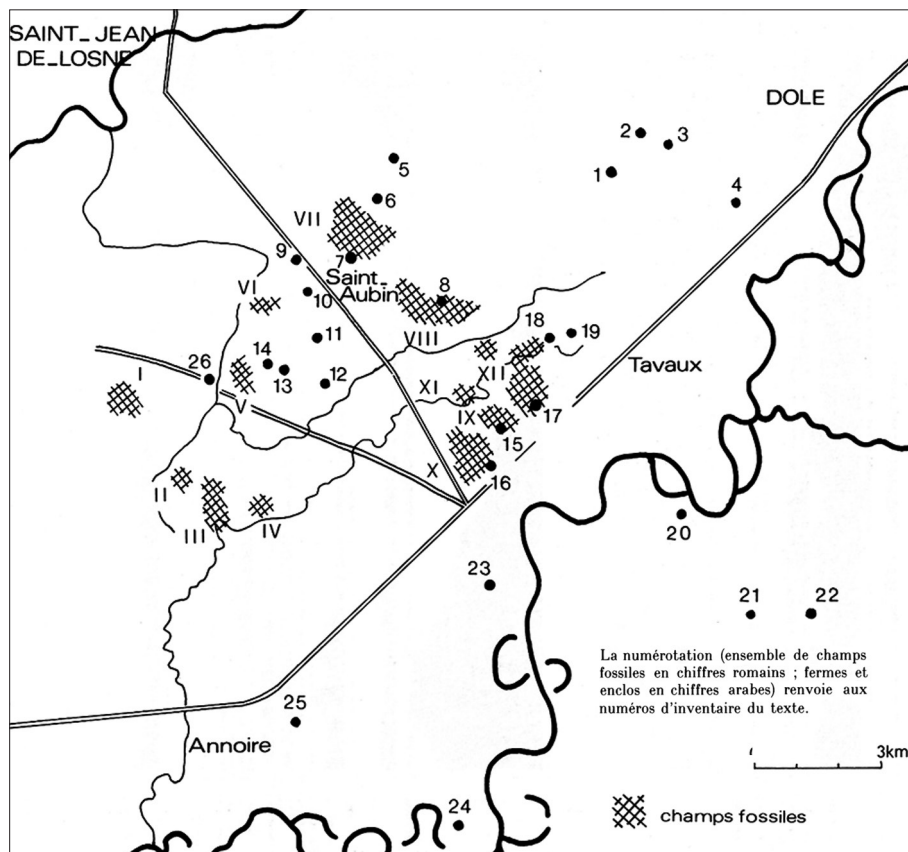 SAINT_JEAN
DE_LOSNE
DOLE
2
3
5
1
6
4
VII
9
7
Saint_
Aubin
8
10
VI
VIII
18
19
11
Tavaux
14
26
13
12
XII
I
XI
V
IX
17
15
X
16
II
III
IV
20
23
21
22
La numérotation (ensemble de champs
fossiles en chiffres romains ; fermes et
enclos en chiffres arabes) renvoie aux
numéros d'inventaire du texte.
25
Annoire
3km
24
champs fossiles